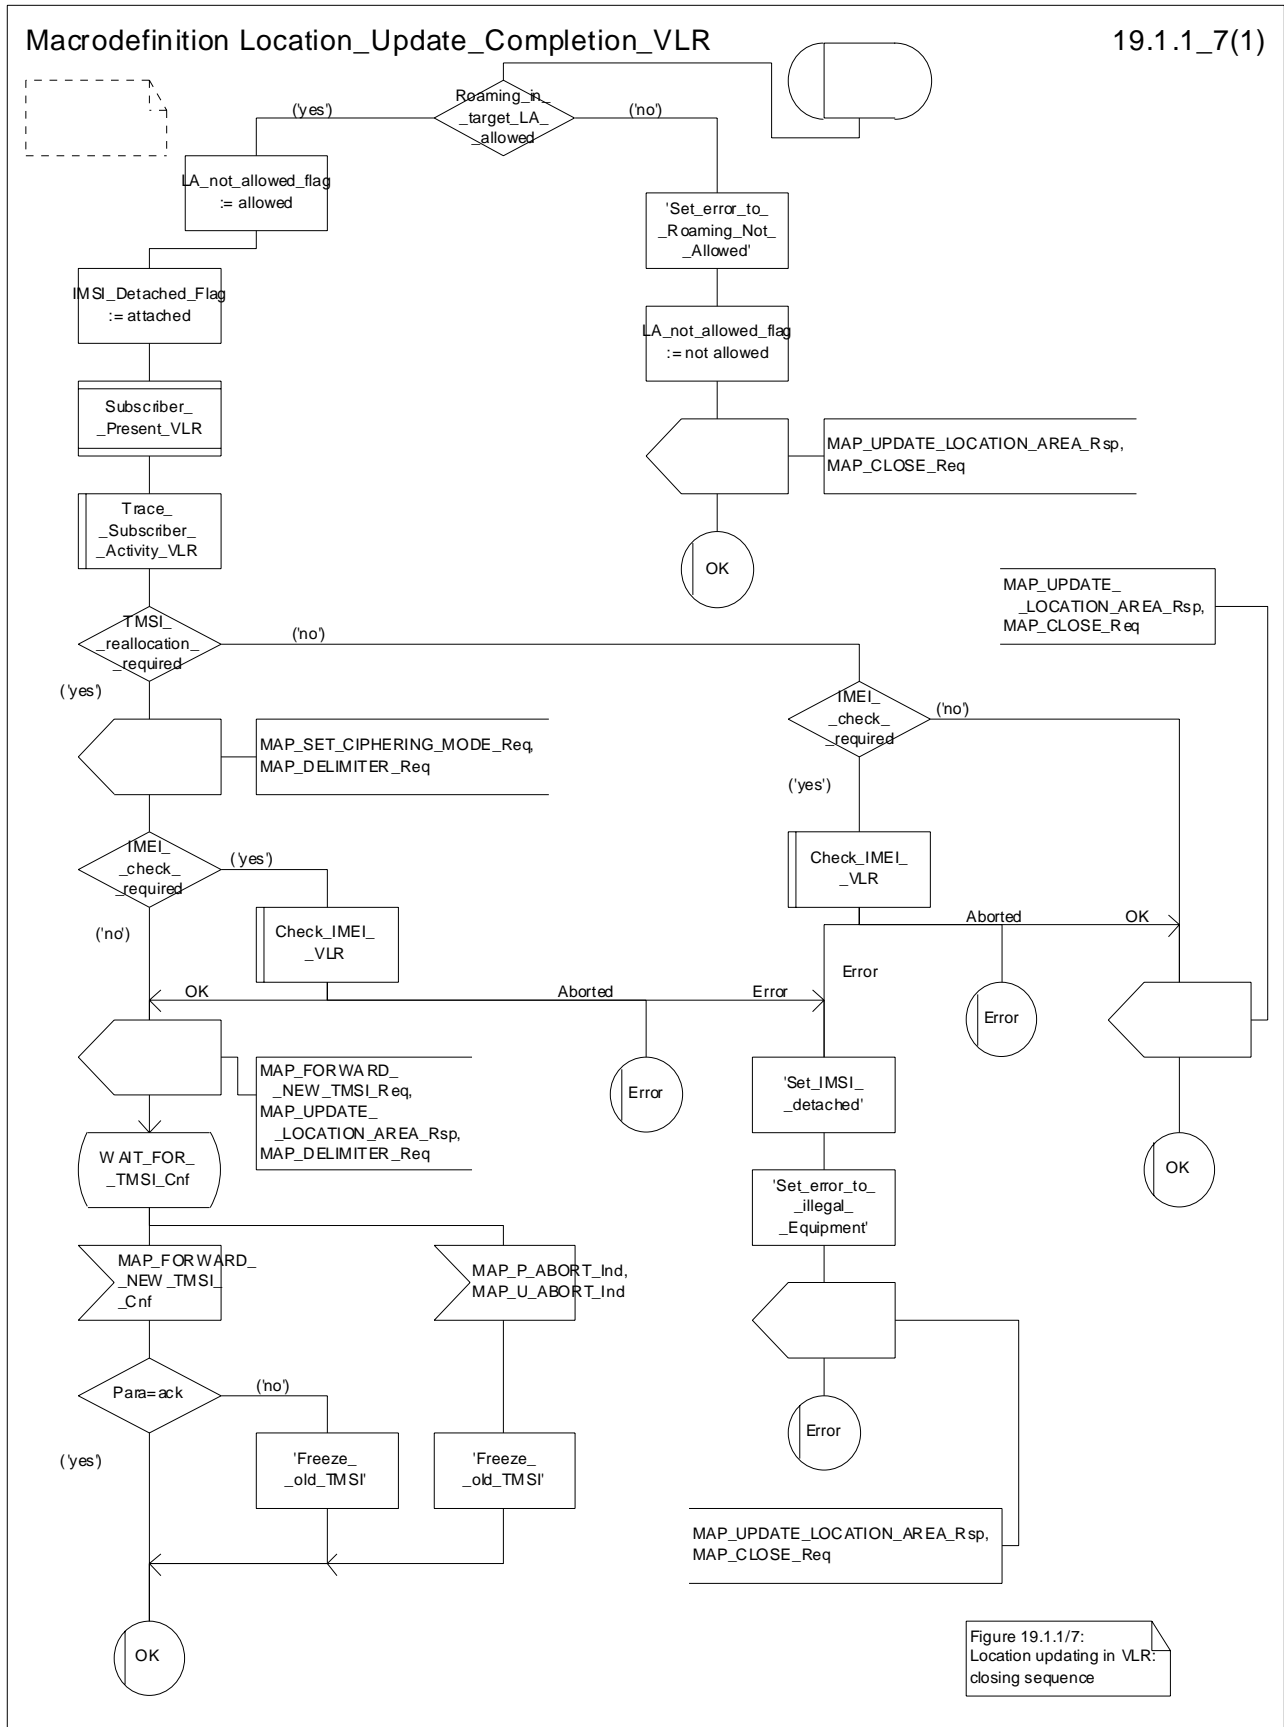 Macrodefinition Location_Update_Completion_VLR
19.1.1_7(1)
Roaming_in_
_target_LA_
_allowed
('yes')
('no')
LA_not_allowed_flag
:= allowed
'Set_error_to_
_Roaming_Not_
_Allowed'
IMSI_Detached_Flag
:= attached
LA_not_allowed_flag
:= not allowed
Subscriber_
_Present_VLR
MAP_UPDATE_LOCATION_AREA_Rsp,
MAP_CLOSE_Req
Trace_
_Subscriber_
_Activity_VLR
OK
MAP_UPDATE_
_LOCATION_AREA_Rsp,
MAP_CLOSE_Req
TMSI_
_reallocation_
_required
('no')
('yes')
IMEI_
_check_
_required
('no')
('yes')
MAP_SET_CIPHERING_MODE_Req,
MAP_DELIMITER_Req
IMEI_
_check_
_required
('yes')
('no')
Check_IMEI_
_VLR
Check_IMEI_
_VLR
Aborted
OK
Error
Error
OK
Aborted
Error
Error
MAP_FORWARD_
_NEW_TMSI_Req,
MAP_UPDATE_
_LOCATION_AREA_Rsp,
MAP_DELIMITER_Req
'Set_IMSI_
_detached'
WAIT_FOR_
_TMSI_Cnf
OK
'Set_error_to_
_illegal_
_Equipment'
MAP_FORWARD_
_NEW_TMSI_
_Cnf
MAP_P_ABORT_Ind,
MAP_U_ABORT_Ind
Para=ack
('no')
('yes')
Error
'Freeze_
_old_TMSI'
'Freeze_
_old_TMSI'
MAP_UPDATE_LOCATION_AREA_Rsp,
MAP_CLOSE_Req
OK
Figure 19.1.1/7:
Location updating in VLR:
closing sequence